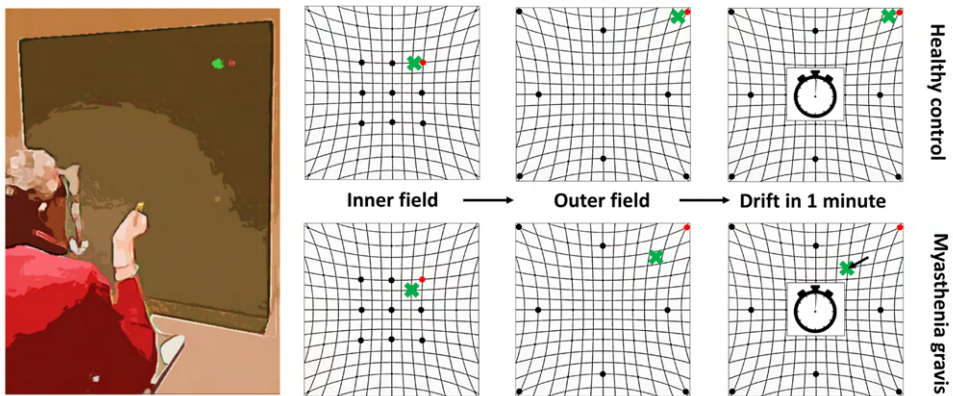 Healthy control
Inner field
Outer field
Drift in 1 minute
Myasthenia gravis